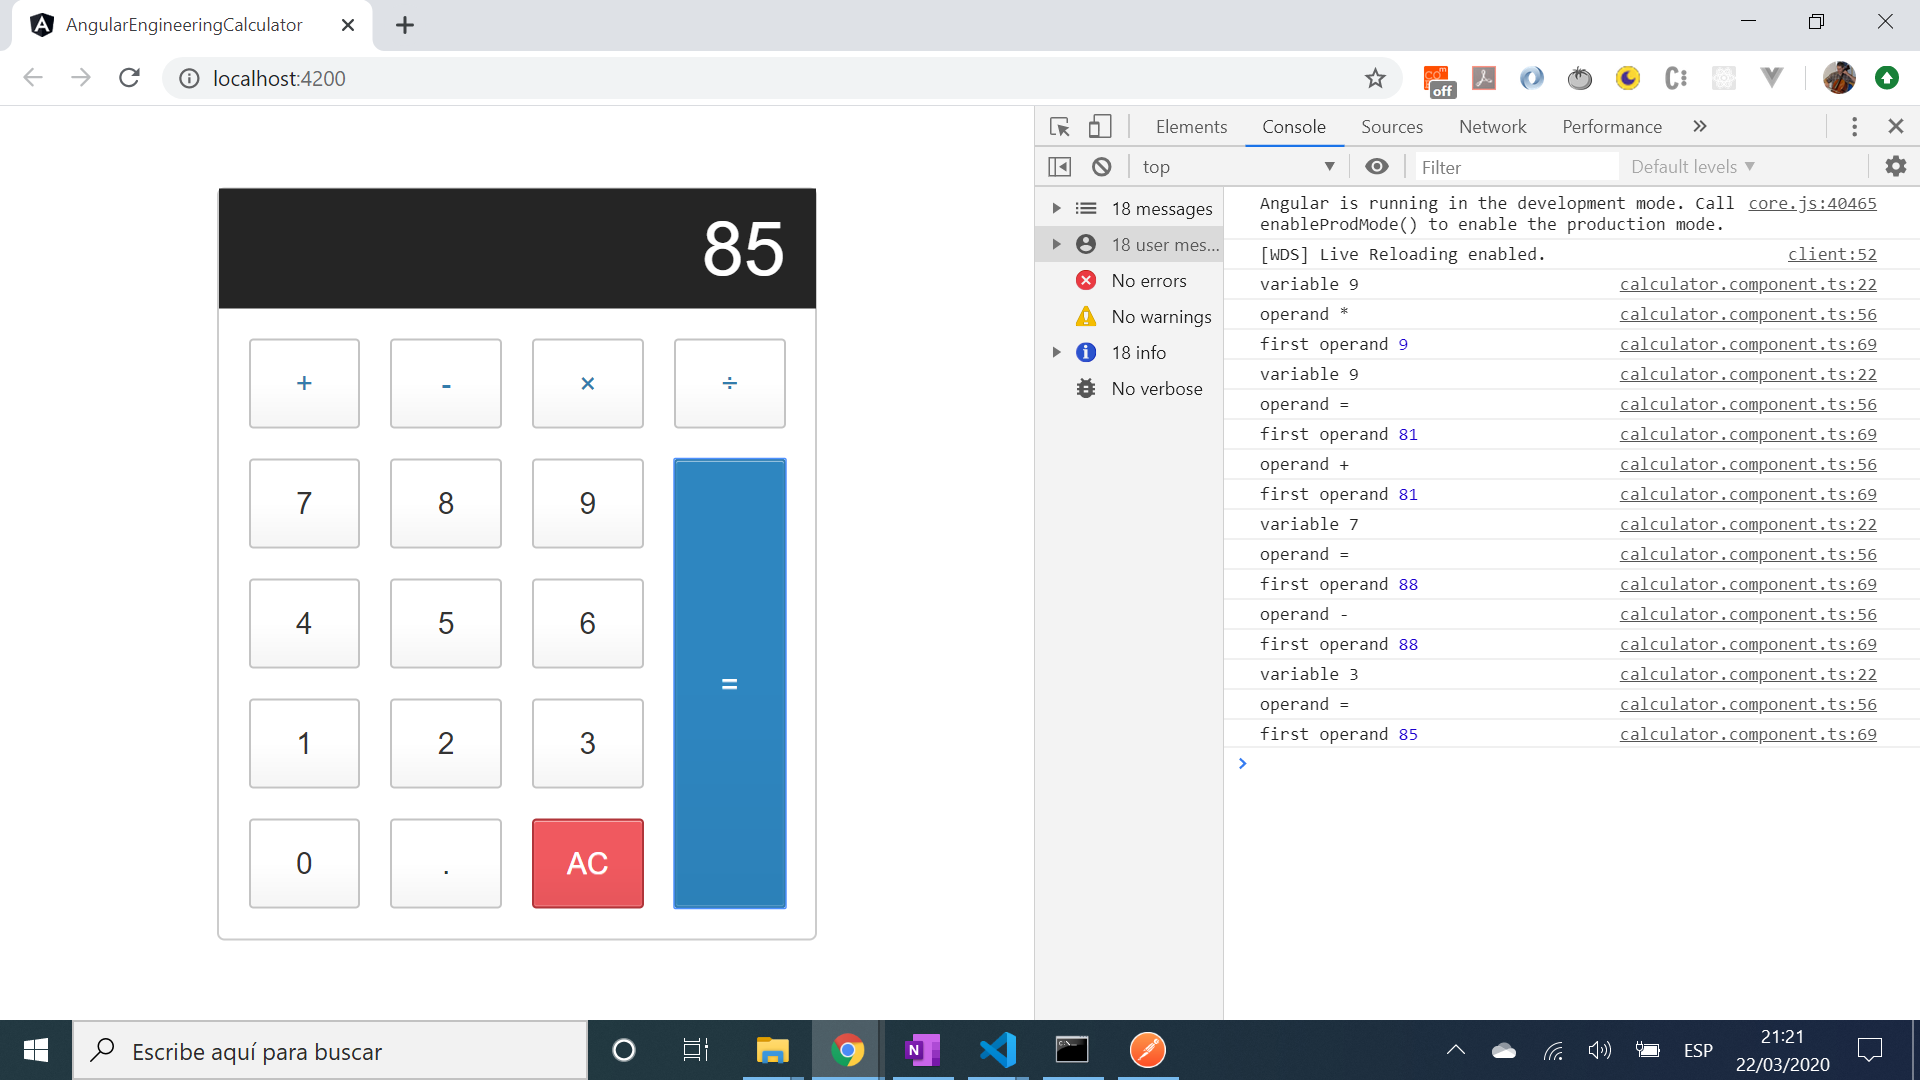 AngularEngineeringCalculator
localhost:4200
off
85
+ - × ÷
7 8 9
4 5 6
=
1 2 3
0 . AC
Elements Console Sources Network Performance
top Filter Default levels
18 messages
18 user mes...
No errors
No warnings
18 info
No verbose
Angular is running in the development mode. Call core.js:40465
enableProdMode() to enable the production mode.
[WDS] Live Reloading enabled. client:52
variable 9 calculator.component.ts:22
operand * calculator.component.ts:56
first operand 9 calculator.component.ts:69
variable 9 calculator.component.ts:22
operand = calculator.component.ts:56
first operand 81 calculator.component.ts:69
operand + calculator.component.ts:56
first operand 81 calculator.component.ts:69
variable 7 calculator.component.ts:22
operand = calculator.component.ts:56
first operand 88 calculator.component.ts:69
operand - calculator.component.ts:56
first operand 88 calculator.component.ts:69
variable 3 calculator.component.ts:22
operand = calculator.component.ts:56
first operand 85 calculator.component.ts:69
Escribe aquí para buscar
ESP
21:21
22/03/2020